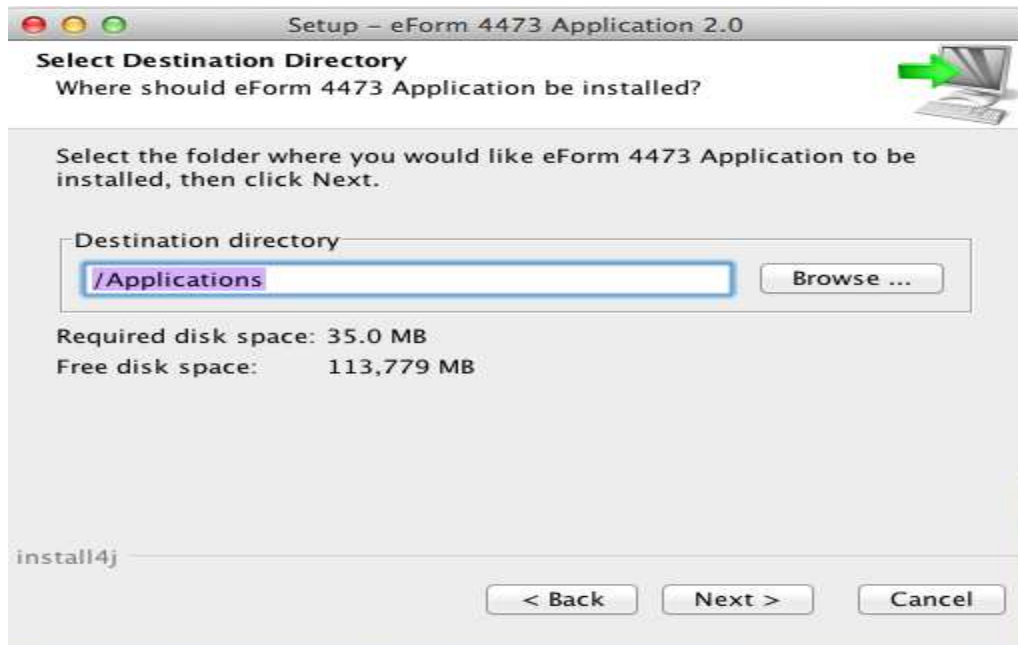 Setup – eForm 4473 Application 2.0
Select Destination Directory
Where should eForm 4473 Application be installed?
Select the folder where you would like eForm 4473 Application to be
installed, then click Next.
Destination directory
/Applications
Browse ...
Required disk space: 35.0 MB
Free disk space: 113,779 MB
install4j
< Back Next > Cancel